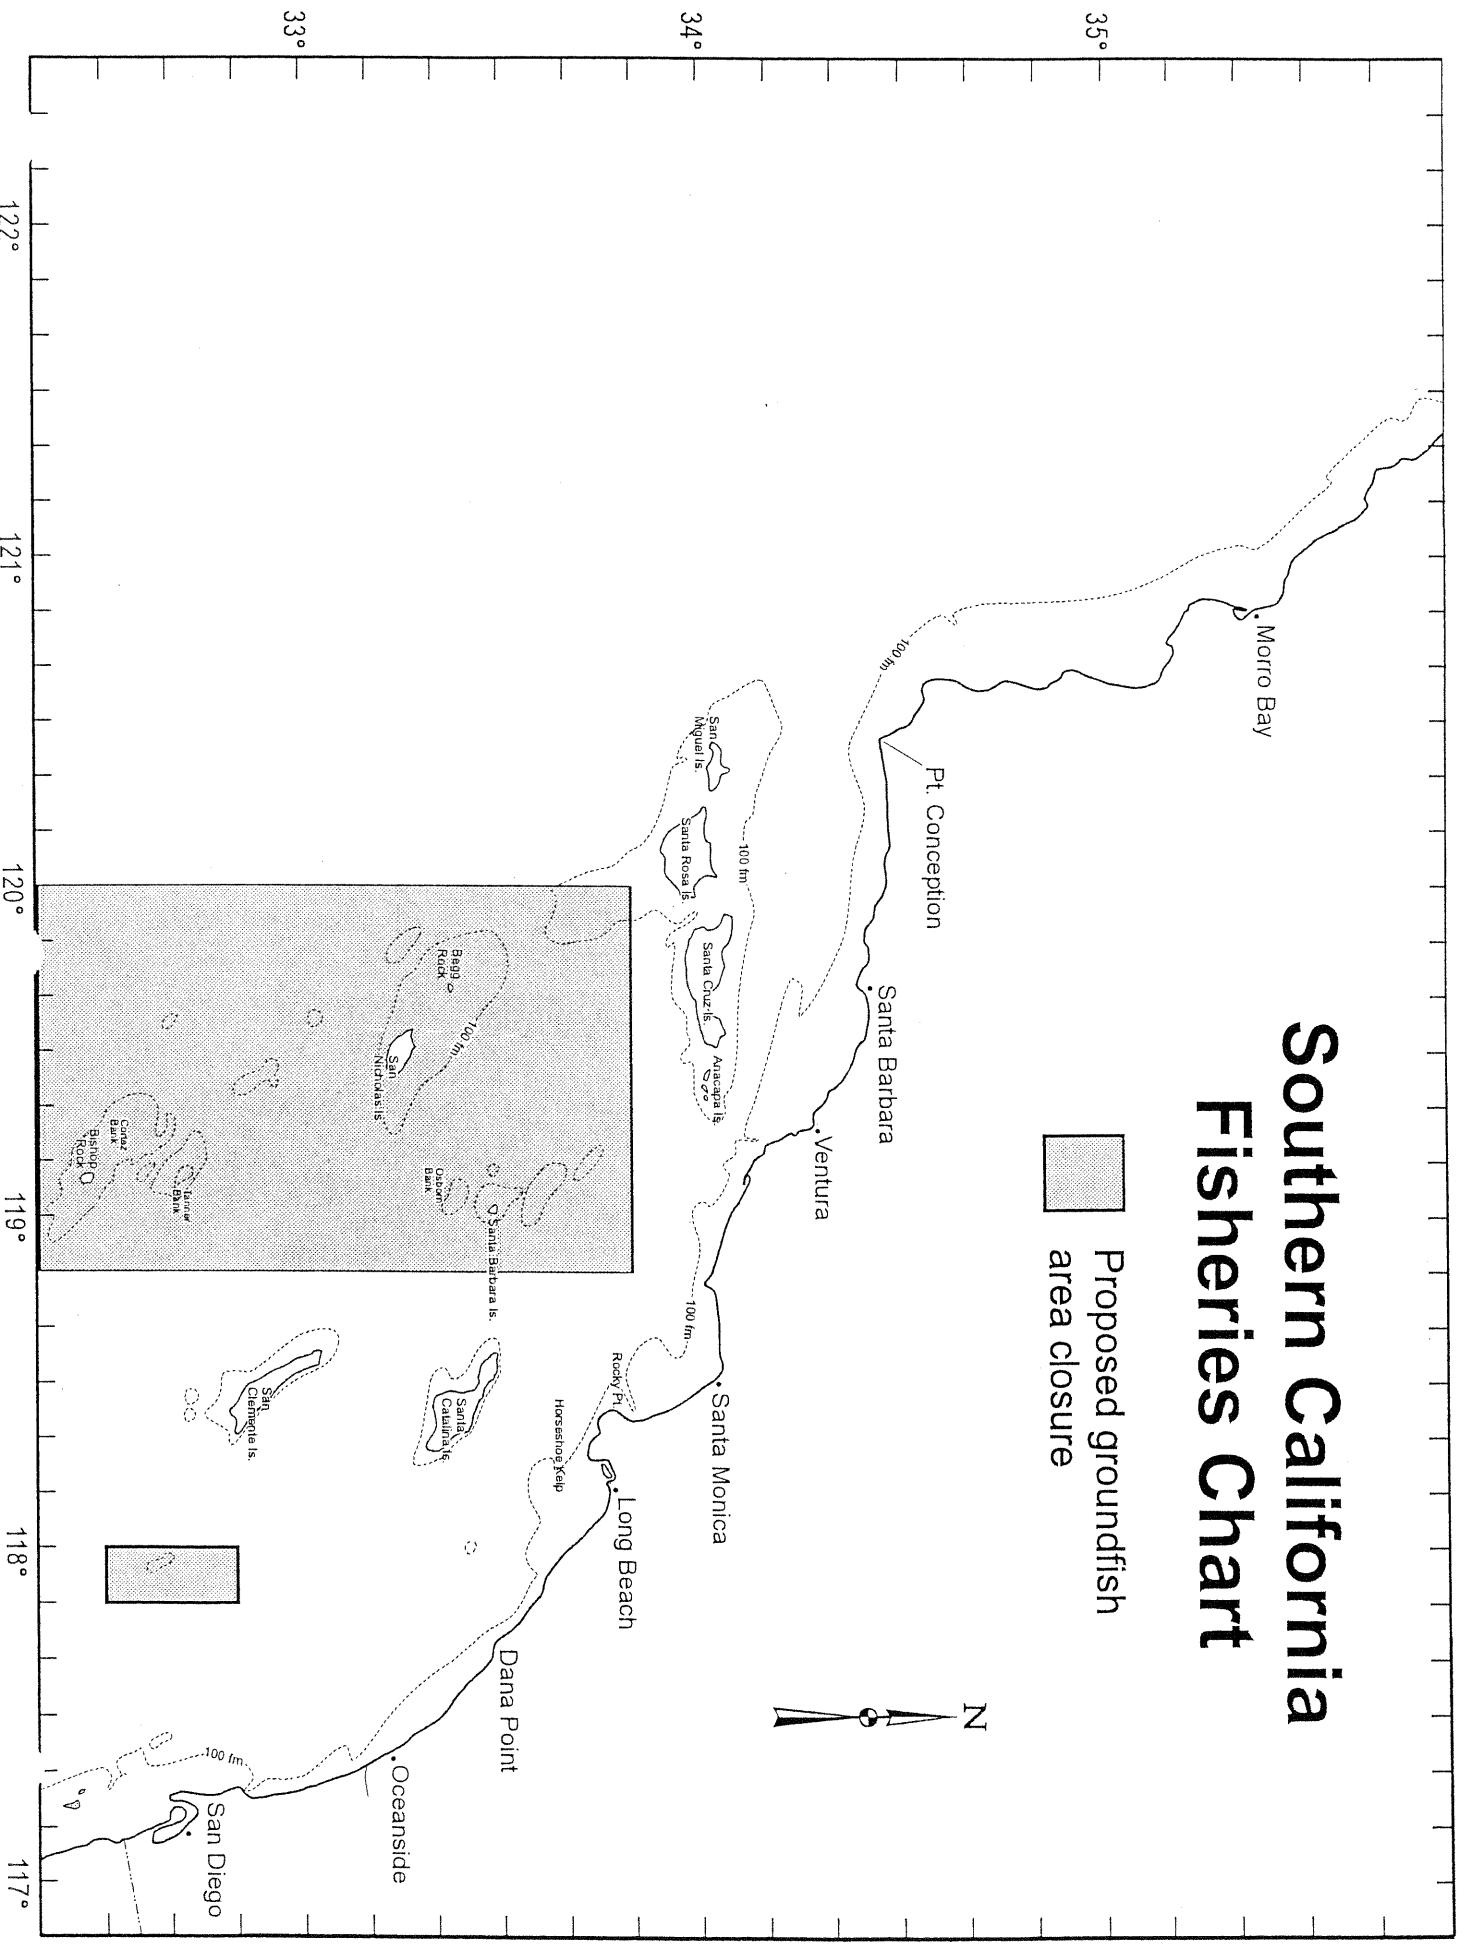 Southern California
Fisheries Chart
Proposed groundfish
area closure
N
35°
34°
33°
122°
121°
120°
119°
118°
117°
Morro Bay
Pt. Conception
100 fm
Santa Barbara
Ventura
100 fm
San
Miguel Is.
Santa Rosa Is.
Santa Cruz Is.
Anacapa Is.
100 fm
Santa Monica
Rocky Pt.
Long Beach
Horseshoe Kelp
Begg
Rock
100 fm
San
Nicholas Is.
Santa Barbara Is.
Osborn
Bank
Santa
Catalina Is.
Dana Point
Tanner
Bank
Cortez
Bank
Bishop
Rock
San
Clemente Is.
Oceanside
100 fm
San Diego